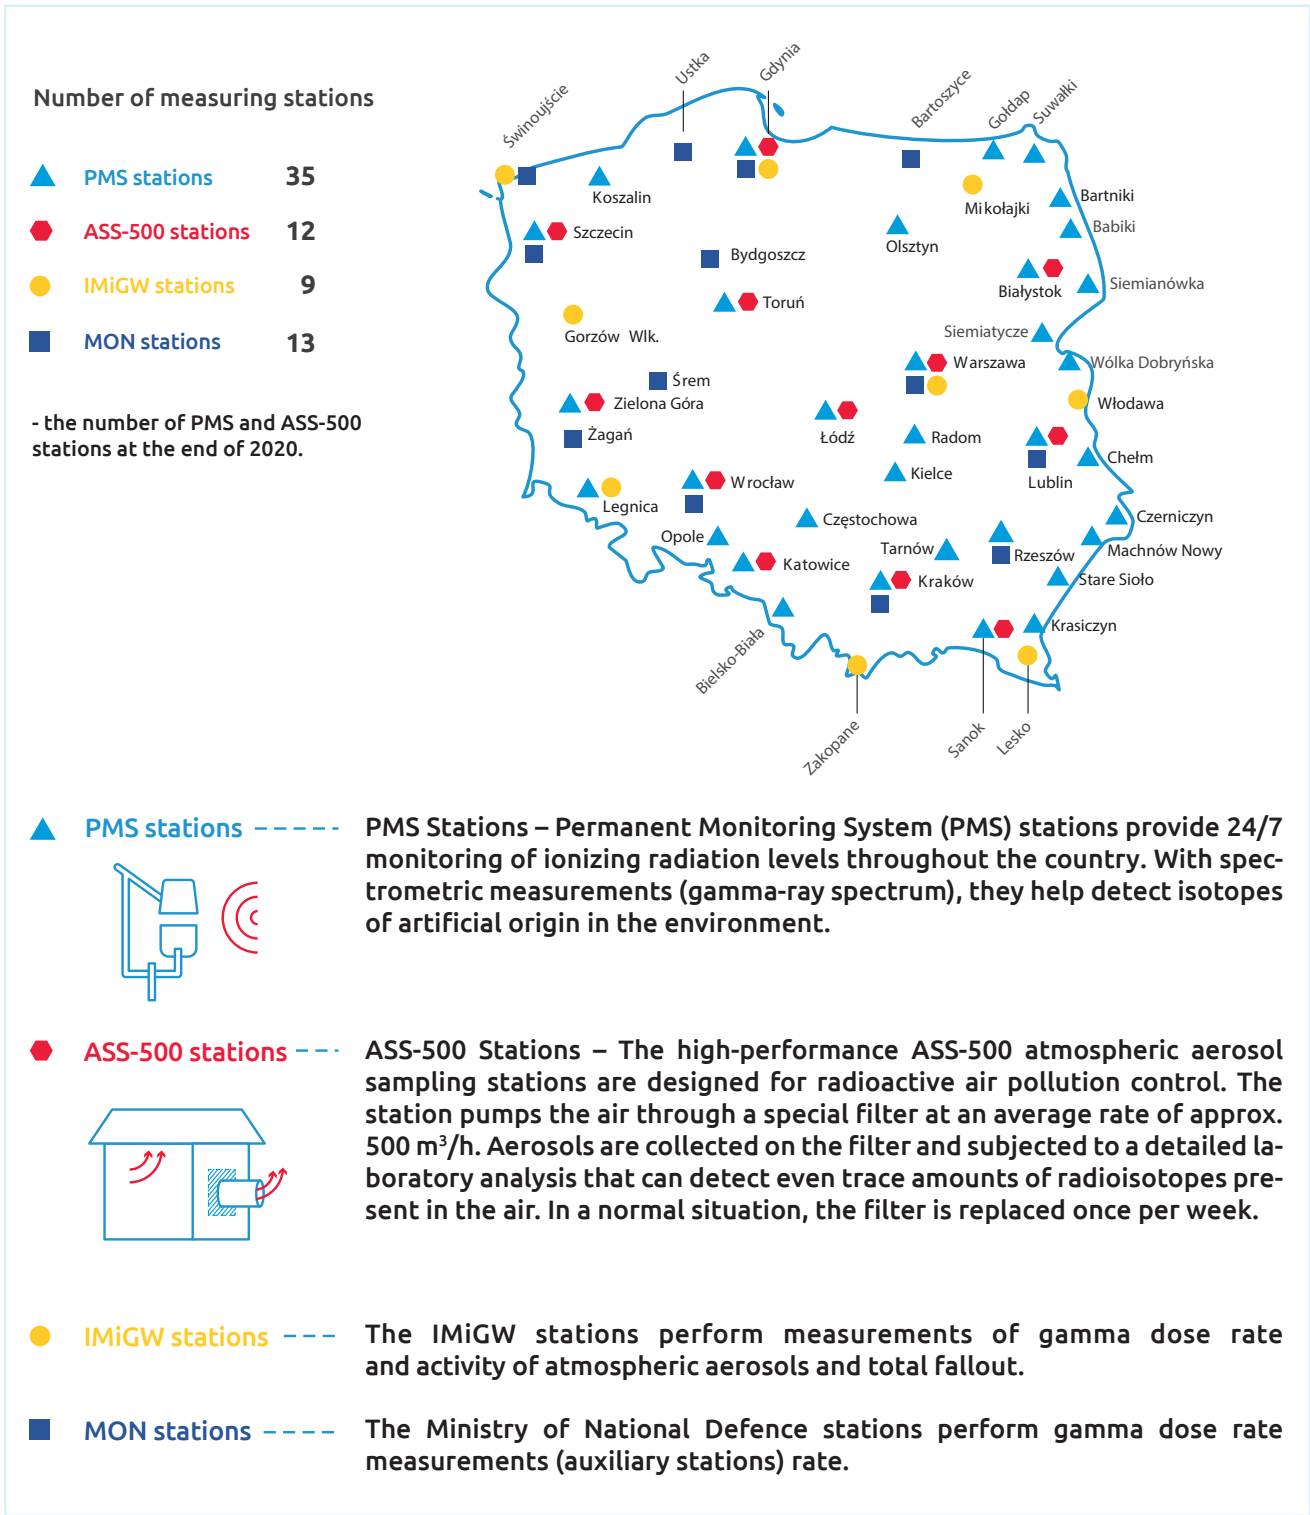 Number of measuring stations
PMS stations 35
ASS-500 stations 12
IMiGW stations 9
MON stations 13
- the number of PMS and ASS-500
stations at the end of 2020.
Świnoujście
Ustka
Gdynia
Bartoszyce
Gołdap
Suwałki
Koszalin
Mikołajki
Bartniki
Babiki
Szczecin
Olsztyn
Bydgoszcz
Białystok
Siemianówka
Toruń
Gorzów Wlk.
Siemiatycze
Warszawa
Wólka Dobryńska
Śrem
Zielona Góra
Włodawa
Żagań
Łódź
Radom
Chełm
Kielce
Lublin
Wrocław
Legnica
Częstochowa
Czerniczyn
Opole
Tarnów
Rzeszów
Machnów Nowy
Katowice
Kraków
Stare Sioło
Bielsko-Biała
Krasiczyn
Zakopane
Sanok
Lesko
PMS stations
PMS Stations – Permanent Monitoring System (PMS) stations provide 24/7
monitoring of ionizing radiation levels throughout the country. With spec-
trometric measurements (gamma-ray spectrum), they help detect isotopes
of artificial origin in the environment.
ASS-500 stations
ASS-500 Stations – The high-performance ASS-500 atmospheric aerosol
sampling stations are designed for radioactive air pollution control. The
station pumps the air through a special filter at an average rate of approx.
500 m³/h. Aerosols are collected on the filter and subjected to a detailed la-
boratory analysis that can detect even trace amounts of radioisotopes pre-
sent in the air. In a normal situation, the filter is replaced once per week.
IMiGW stations
The IMiGW stations perform measurements of gamma dose rate
and activity of atmospheric aerosols and total fallout.
MON stations
The Ministry of National Defence stations perform gamma dose rate
measurements (auxiliary stations) rate.